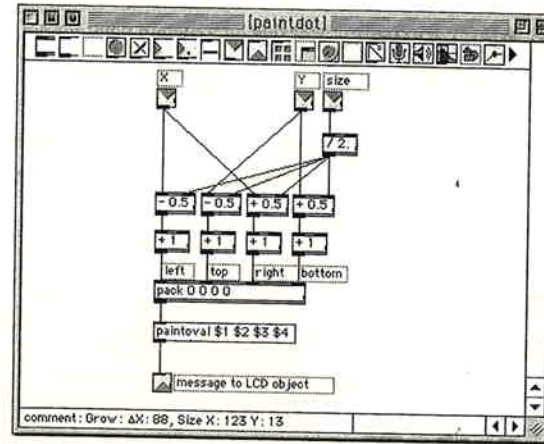 [paintdot]
X Y size
/ 2.
- 0.5 - 0.5 + 0.5 + 0.5
+ 1 + 1 + 1 + 1
left top right bottom
pack 0 0 0 0
paintoval $1 $2 $3 $4
message to LCD object
comment: Grow: ΔX: 88, Size X: 123 Y: 13